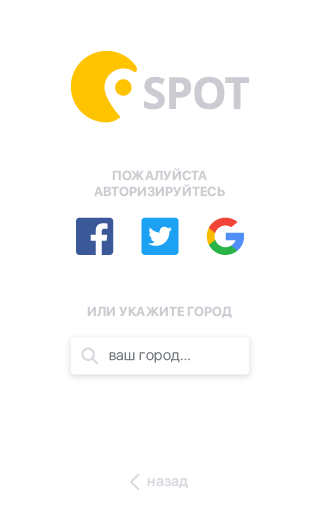 SPOT
ПОЖАЛУЙСТА
АВТОРИЗИРУЙТЕСЬ
ИЛИ УКАЖИТЕ ГОРОД
ваш город...
назад